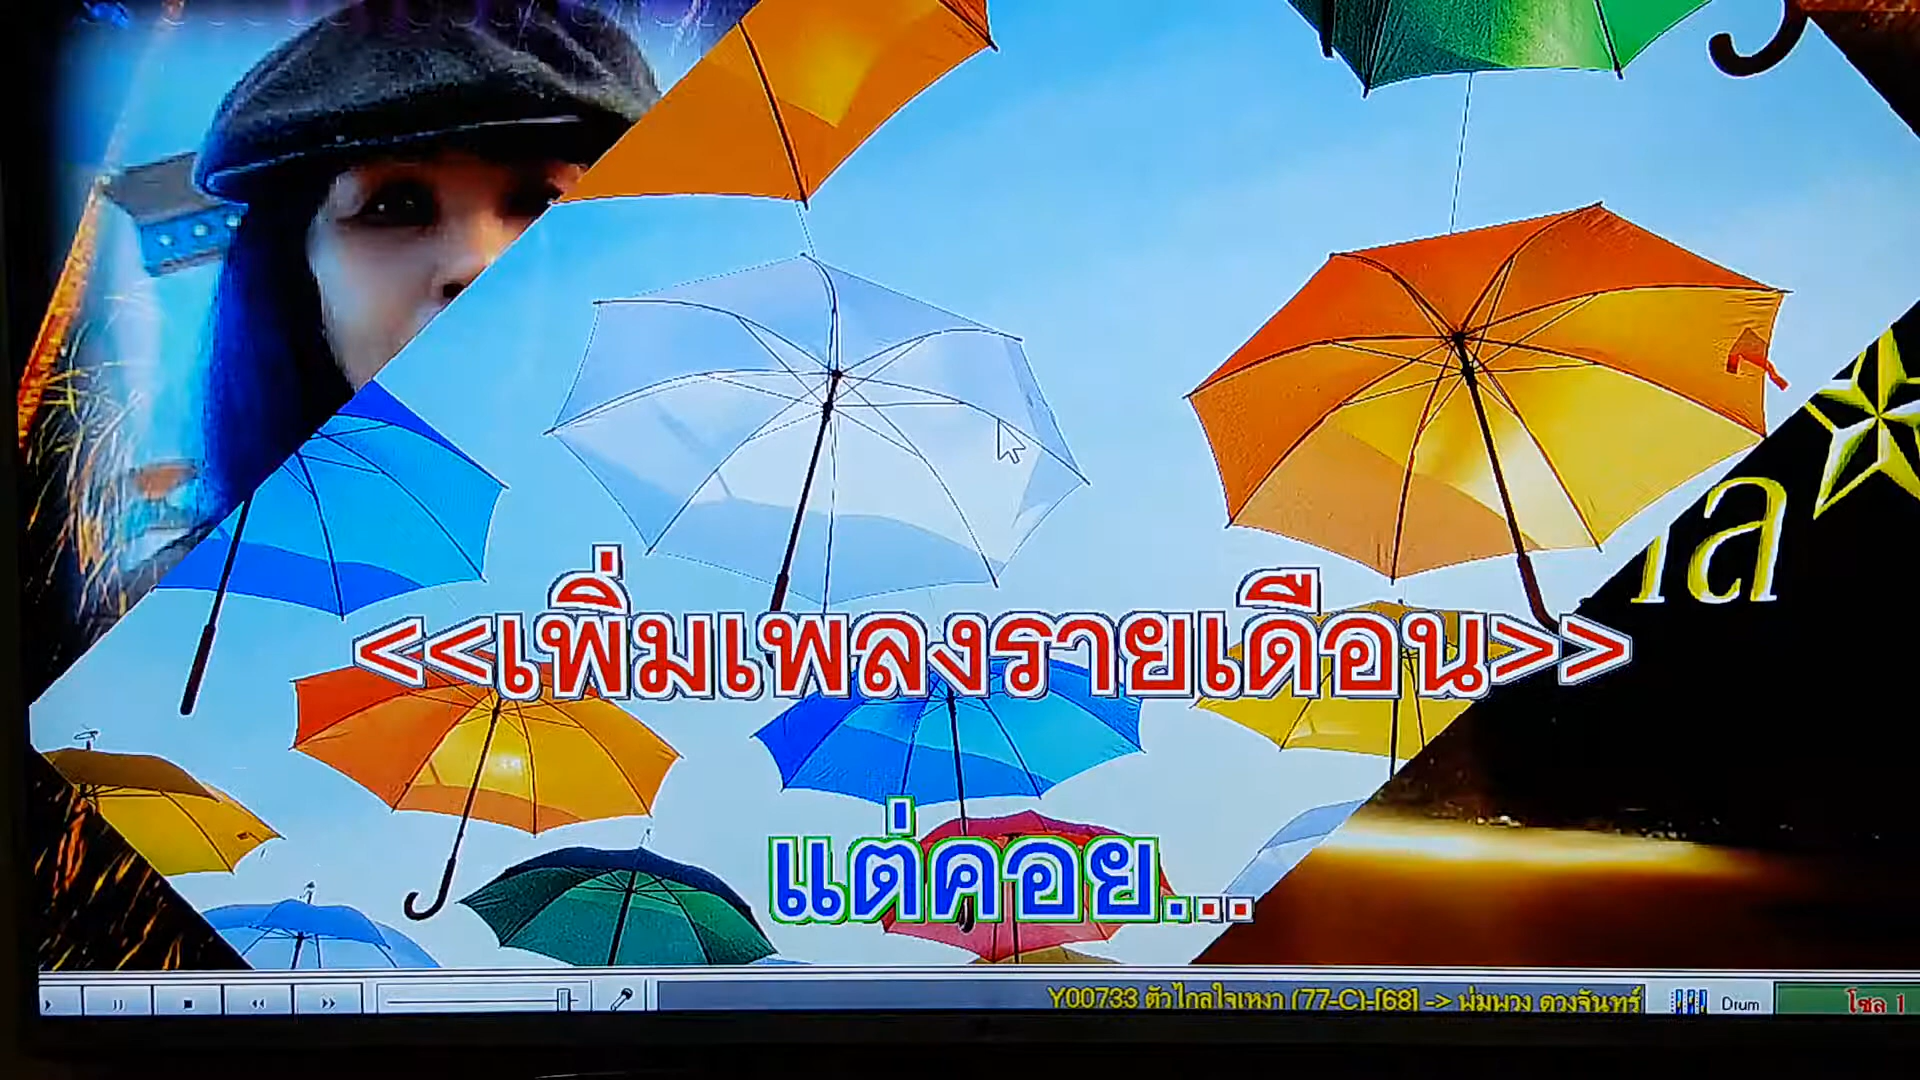 <<เพิ่มเพลงรายเดือน>>
แต่คอย...
Y00733 ตัวไกลใจเหงา (77-C)-[68] -> พุ่มพวง ดวงจันทร์
Drum
โซล 1